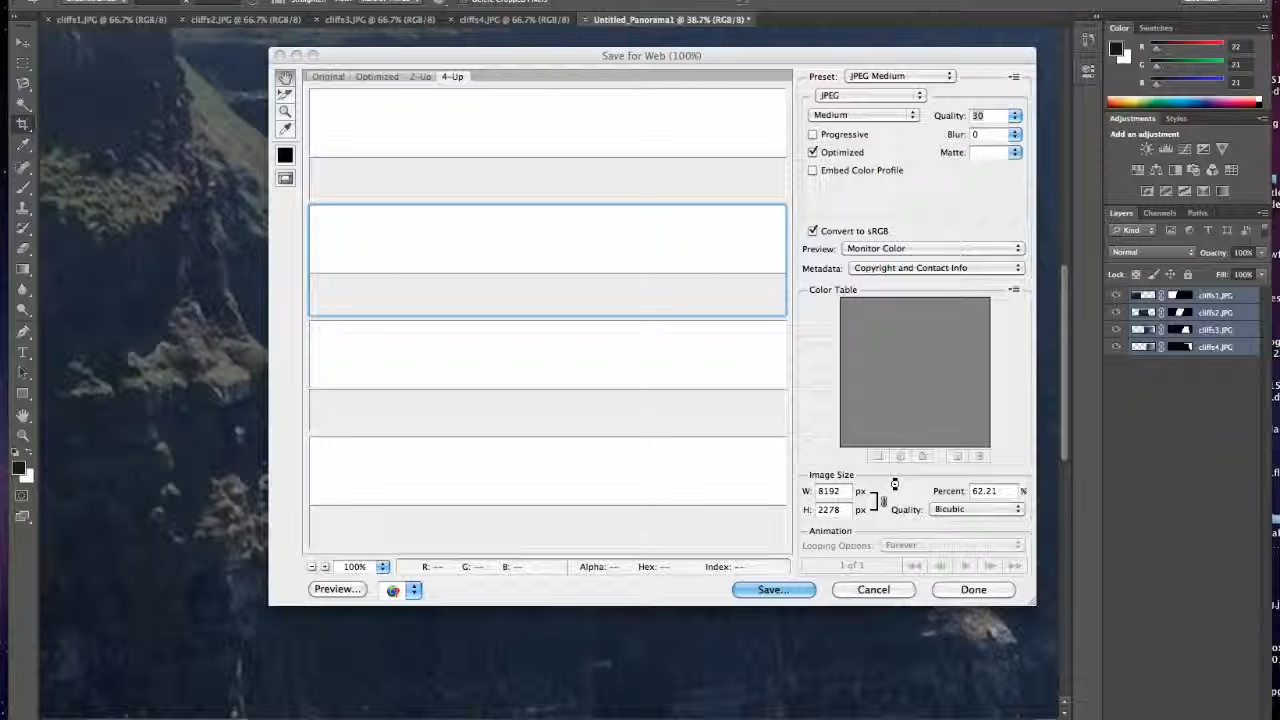 cliffs1.JPG @ 66.7% (RGB/8)
cliffs2.JPG @ 66.7% (RGB/8)
cliffs3.JPG @ 66.7% (RGB/8)
cliffs4.JPG @ 66.7% (RGB/8)
Untitled_Panorama1 @ 38.7% (RGB/8) *
Save for Web (100%)
Original Optimized 2-Up 4-Up
Preset: JPEG Medium
JPEG
Medium Quality: 30
Progressive Blur: 0
Optimized Matte:
Embed Color Profile
Convert to sRGB
Preview: Monitor Color
Metadata: Copyright and Contact Info
Color Table
Image Size
W: 8192 px Percent: 62.21 %
H: 2278 px Quality: Bicubic
Animation
Looping Options: Forever
1 of 1
100% R: -- G: -- B: -- Alpha: -- Hex: -- Index: --
Preview... Save... Cancel Done
Color Swatches
R 22
G 21
B 21
Adjustments Styles
Add an adjustment
Layers Channels Paths
Kind
Normal Opacity: 100%
Lock: Fill: 100%
cliffs1.JPG
cliffs2.JPG
cliffs3.JPG
cliffs4.JPG